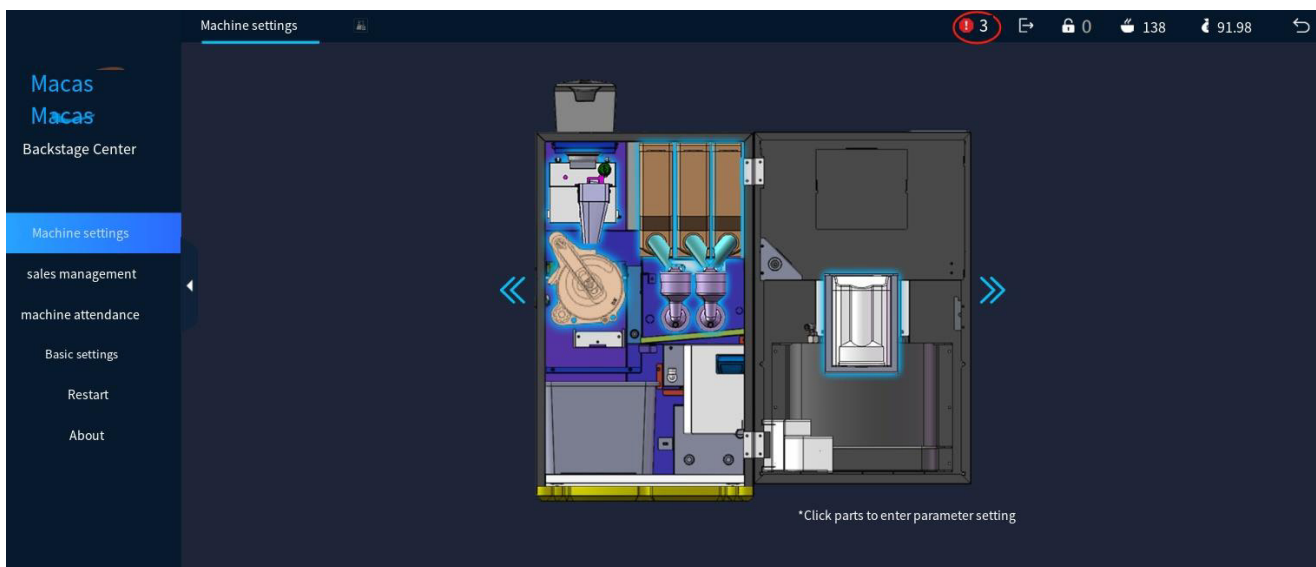 Machine settings
3
0
138
91.98
Macas
Macas
Backstage Center
Machine settings
sales management
machine attendance
Basic settings
Restart
About
*Click parts to enter parameter setting